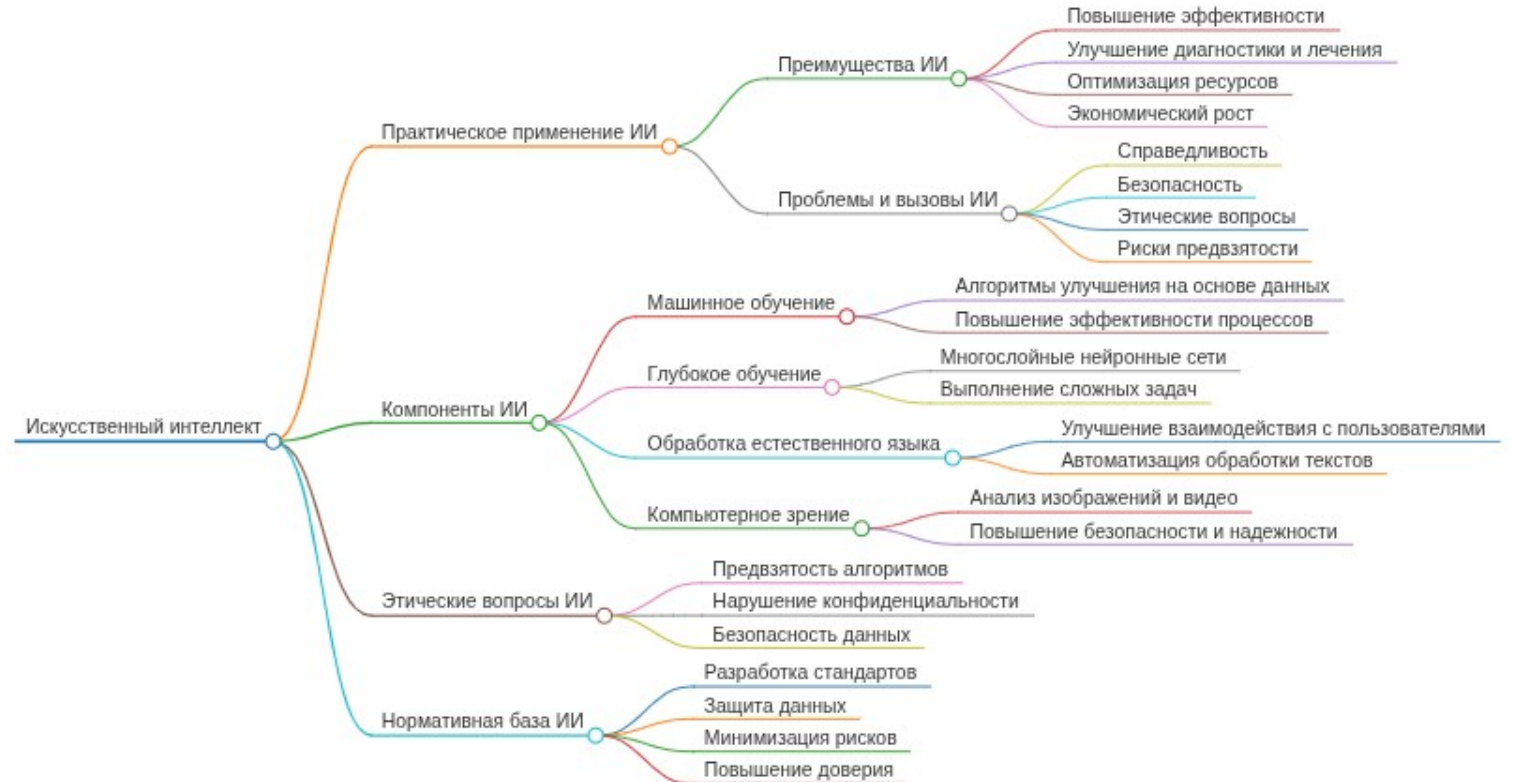 Искусственный интеллект
Практическое применение ИИ
Преимущества ИИ
Повышение эффективности
Улучшение диагностики и лечения
Оптимизация ресурсов
Экономический рост
Проблемы и вызовы ИИ
Справедливость
Безопасность
Этические вопросы
Риски предвзятости
Компоненты ИИ
Машинное обучение
Алгоритмы улучшения на основе данных
Повышение эффективности процессов
Глубокое обучение
Многослойные нейронные сети
Выполнение сложных задач
Обработка естественного языка
Улучшение взаимодействия с пользователями
Автоматизация обработки текстов
Компьютерное зрение
Анализ изображений и видео
Повышение безопасности и надежности
Этические вопросы ИИ
Предвзятость алгоритмов
Нарушение конфиденциальности
Безопасность данных
Нормативная база ИИ
Разработка стандартов
Защита данных
Минимизация рисков
Повышение доверия